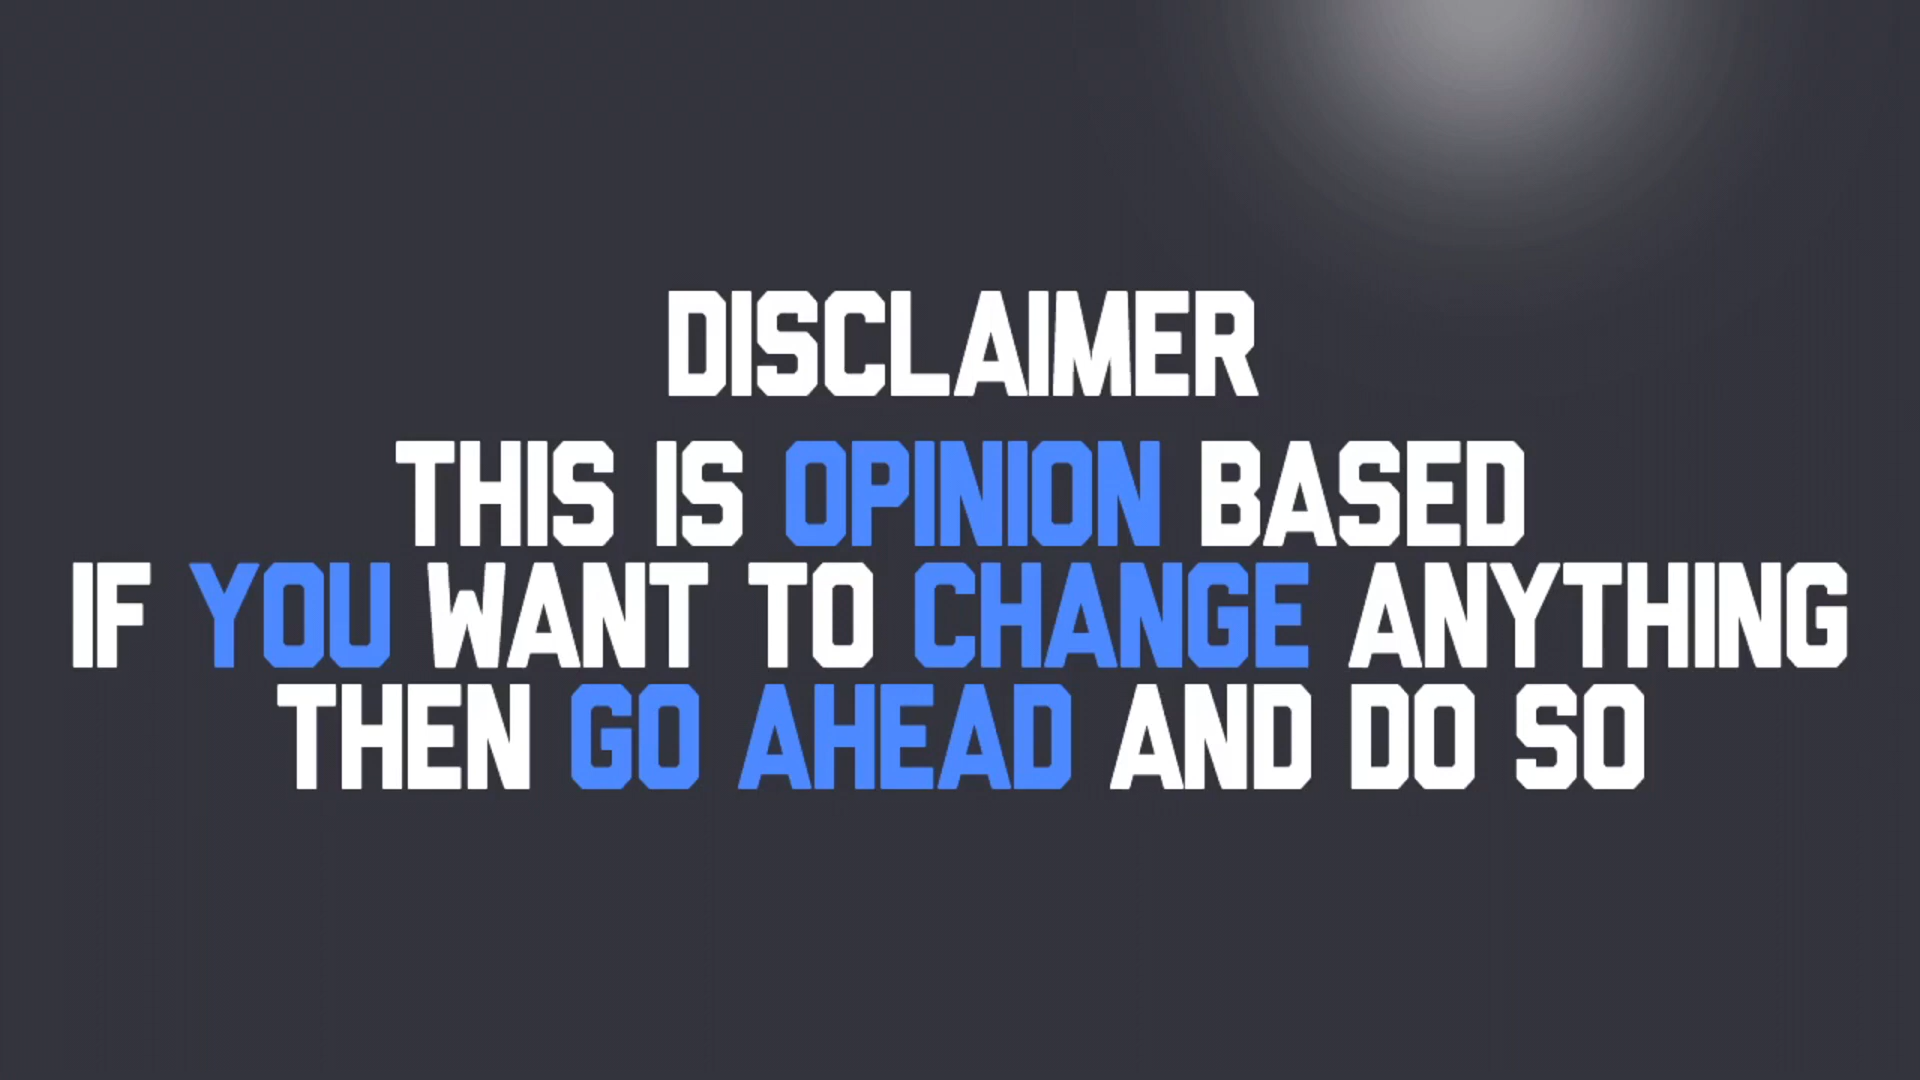 DISCLAIMER
THIS IS OPINION BASED
IF YOU WANT TO CHANGE ANYTHING
THEN GO AHEAD AND DO SO